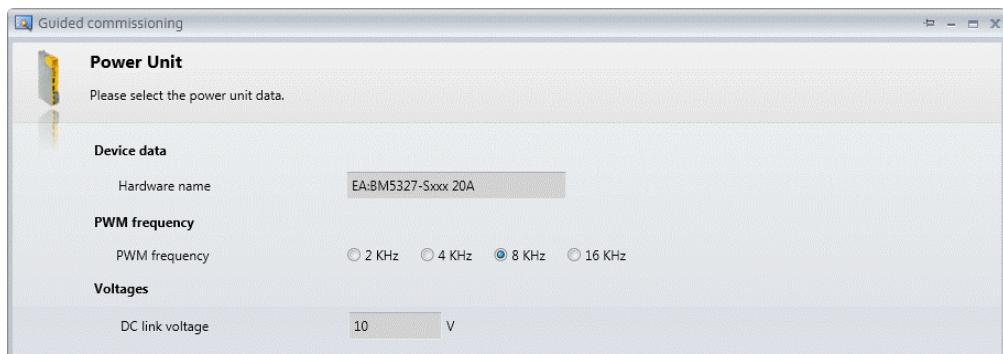 Guided commissioning
Power Unit
Please select the power unit data.
Device data
Hardware name EA:BM5327-Sxxx 20A
PWM frequency
PWM frequency 2 KHz 4 KHz 8 KHz 16 KHz
Voltages
DC link voltage 10 V